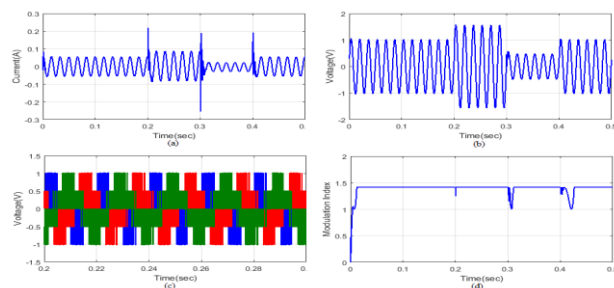 0.3
0.2
0.1
0
-0.1
-0.2
-0.3
Current(A)
0 0.1 0.2 0.3 0.4 0.5
Time(sec)
(a)
2
1
0
-1
-2
Voltage(V)
0 0.1 0.2 0.3 0.4 0.5
Time(sec)
(b)
1.5
1
0.5
0
-0.5
-1
-1.5
Voltage(V)
0.2 0.22 0.24 0.26 0.28
Time(sec)
(c)
2
1.5
1
0.5
0
Modulation Index
0 0.1 0.2 0.3 0.4 0.5
Time(sec)
(d)